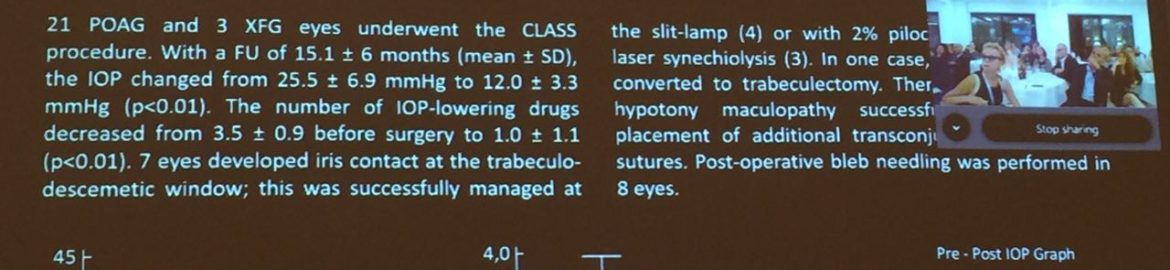 21 POAG and 3 XFG eyes underwent the CLASS
procedure. With a FU of 15.1 ± 6 months (mean ± SD),
the IOP changed from 25.5 ± 6.9 mmHg to 12.0 ± 3.3
mmHg (p<0.01). The number of IOP-lowering drugs
decreased from 3.5 ± 0.9 before surgery to 1.0 ± 1.1
(p<0.01). 7 eyes developed iris contact at the trabeculo-
descemetic window; this was successfully managed at
the slit-lamp (4) or with 2% piloc
laser synechiolysis (3). In one case,
converted to trabeculectomy. Ther
hypotony maculopathy successf
placement of additional transconj
sutures. Post-operative bleb needling was performed in
8 eyes.
Stop sharing
45
4,0
Pre - Post IOP Graph